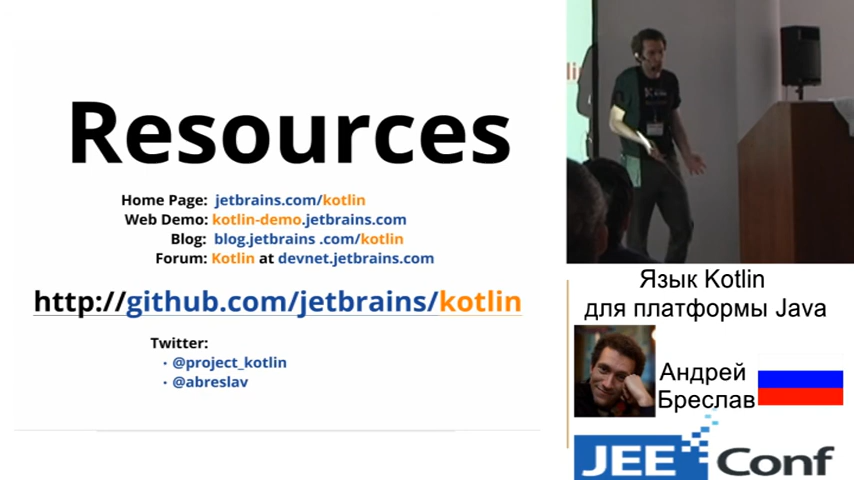 Resources
Home Page: jetbrains.com/kotlin
Web Demo: kotlin-demo.jetbrains.com
Blog: blog.jetbrains .com/kotlin
Forum: Kotlin at devnet.jetbrains.com
http://github.com/jetbrains/kotlin
Twitter:
· @project_kotlin
· @abreslav
Язык Kotlin
для платформы Java
Андрей
Бреслав
JEE Conf